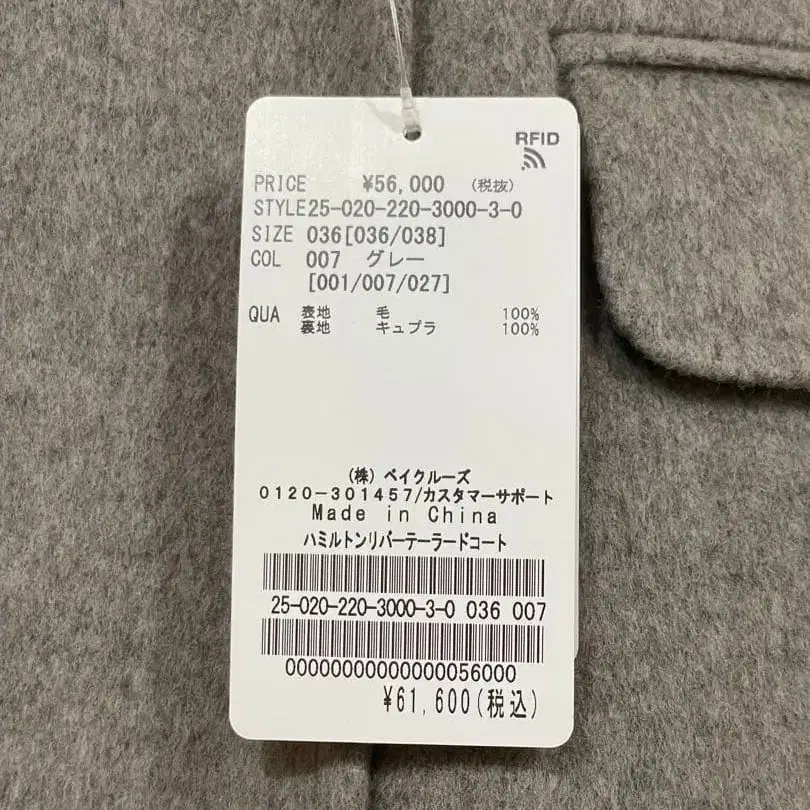 RFID
PRICE ¥56,000 (税抜)
STYLE25-020-220-3000-3-0
SIZE 036[036/038]
COL 007 グレー
[001/007/027]
QUA 表地 毛 100%
裏地 キュプラ 100%
(株) ベイクルーズ
0120-301457/カスタマーサポート
Made in China
ハミルトンリバーテーラードコート
25-020-220-3000-3-0 036 007
00000000000000056000
¥61,600(税込)